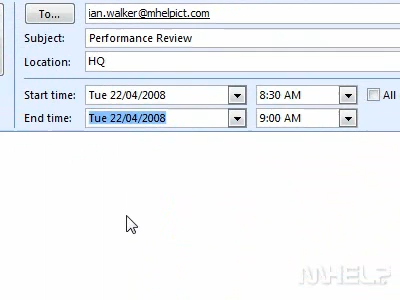 To...
ian.walker@mhelpict.com
Subject:
Performance Review
Location:
HQ
Start time:
Tue 22/04/2008
8:30 AM
All
End time:
Tue 22/04/2008
9:00 AM
MHELP